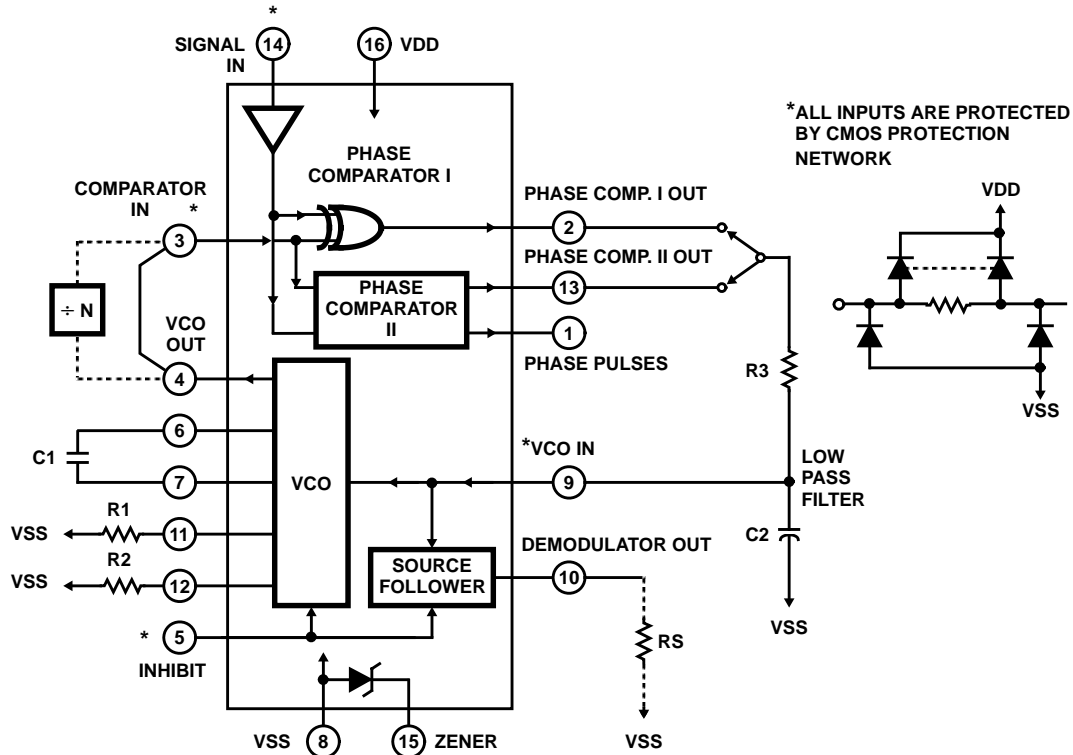 *
SIGNAL
IN
14
16
VDD
*ALL INPUTS ARE PROTECTED
BY CMOS PROTECTION
NETWORK
PHASE
COMPARATOR I
COMPARATOR
IN
*
3
÷ N
VCO
OUT
4
PHASE COMP. I OUT
2
PHASE COMP. II OUT
13
PHASE
COMPARATOR
II
1
PHASE PULSES
VDD
VSS
R3
6
C1
7
VCO
*VCO IN
9
LOW
PASS
FILTER
C2
VSS
VSS
R1
11
VSS
R2
12
SOURCE
FOLLOWER
DEMODULATOR OUT
10
RS
VSS
*
5
INHIBIT
VSS
8
15
ZENER